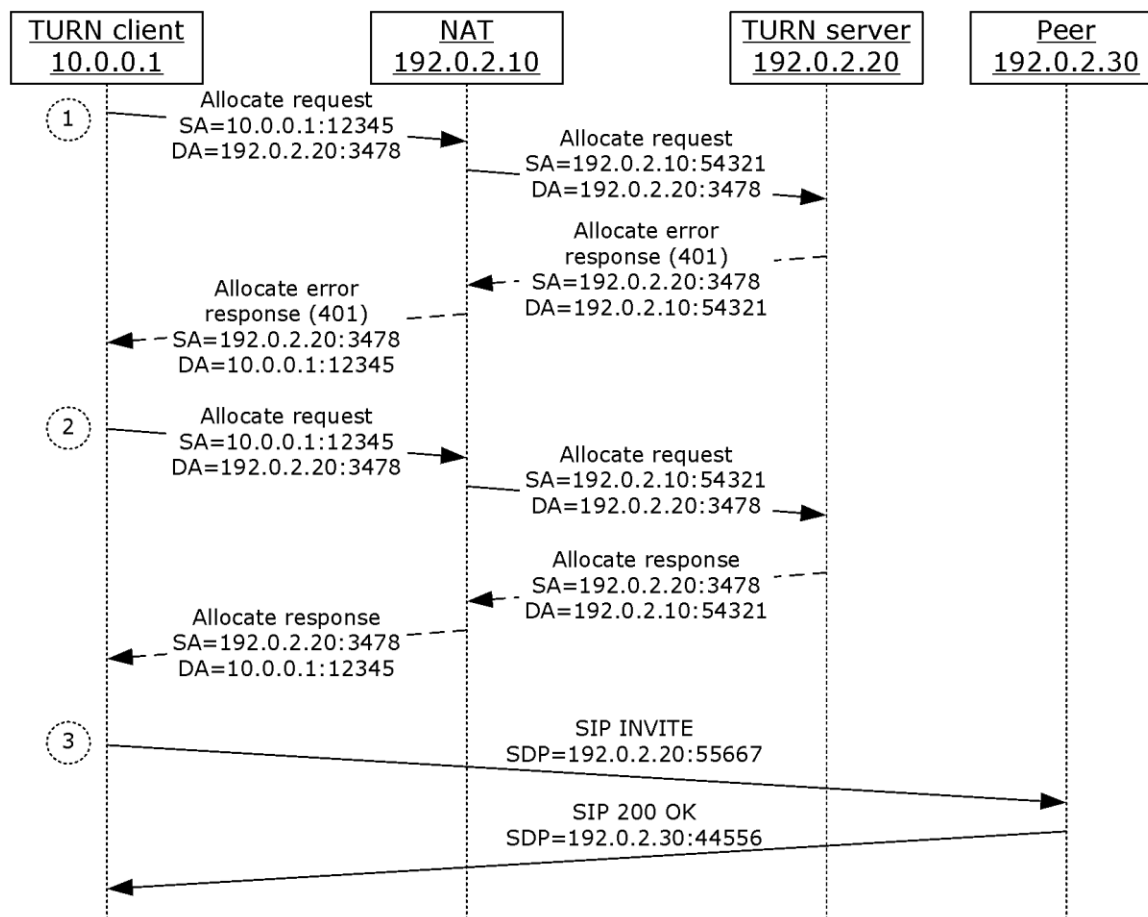 TURN client
10.0.0.1
NAT
192.0.2.10
TURN server
192.0.2.20
Peer
192.0.2.30
1
Allocate request
SA=10.0.0.1:12345
DA=192.0.2.20:3478
Allocate request
SA=192.0.2.10:54321
DA=192.0.2.20:3478
Allocate error
response (401)
SA=192.0.2.20:3478
DA=192.0.2.10:54321
Allocate error
response (401)
SA=192.0.2.20:3478
DA=10.0.0.1:12345
2
Allocate request
SA=10.0.0.1:12345
DA=192.0.2.20:3478
Allocate request
SA=192.0.2.10:54321
DA=192.0.2.20:3478
Allocate response
SA=192.0.2.20:3478
DA=192.0.2.10:54321
Allocate response
SA=192.0.2.20:3478
DA=10.0.0.1:12345
3
SIP INVITE
SDP=192.0.2.20:55667
SIP 200 OK
SDP=192.0.2.30:44556